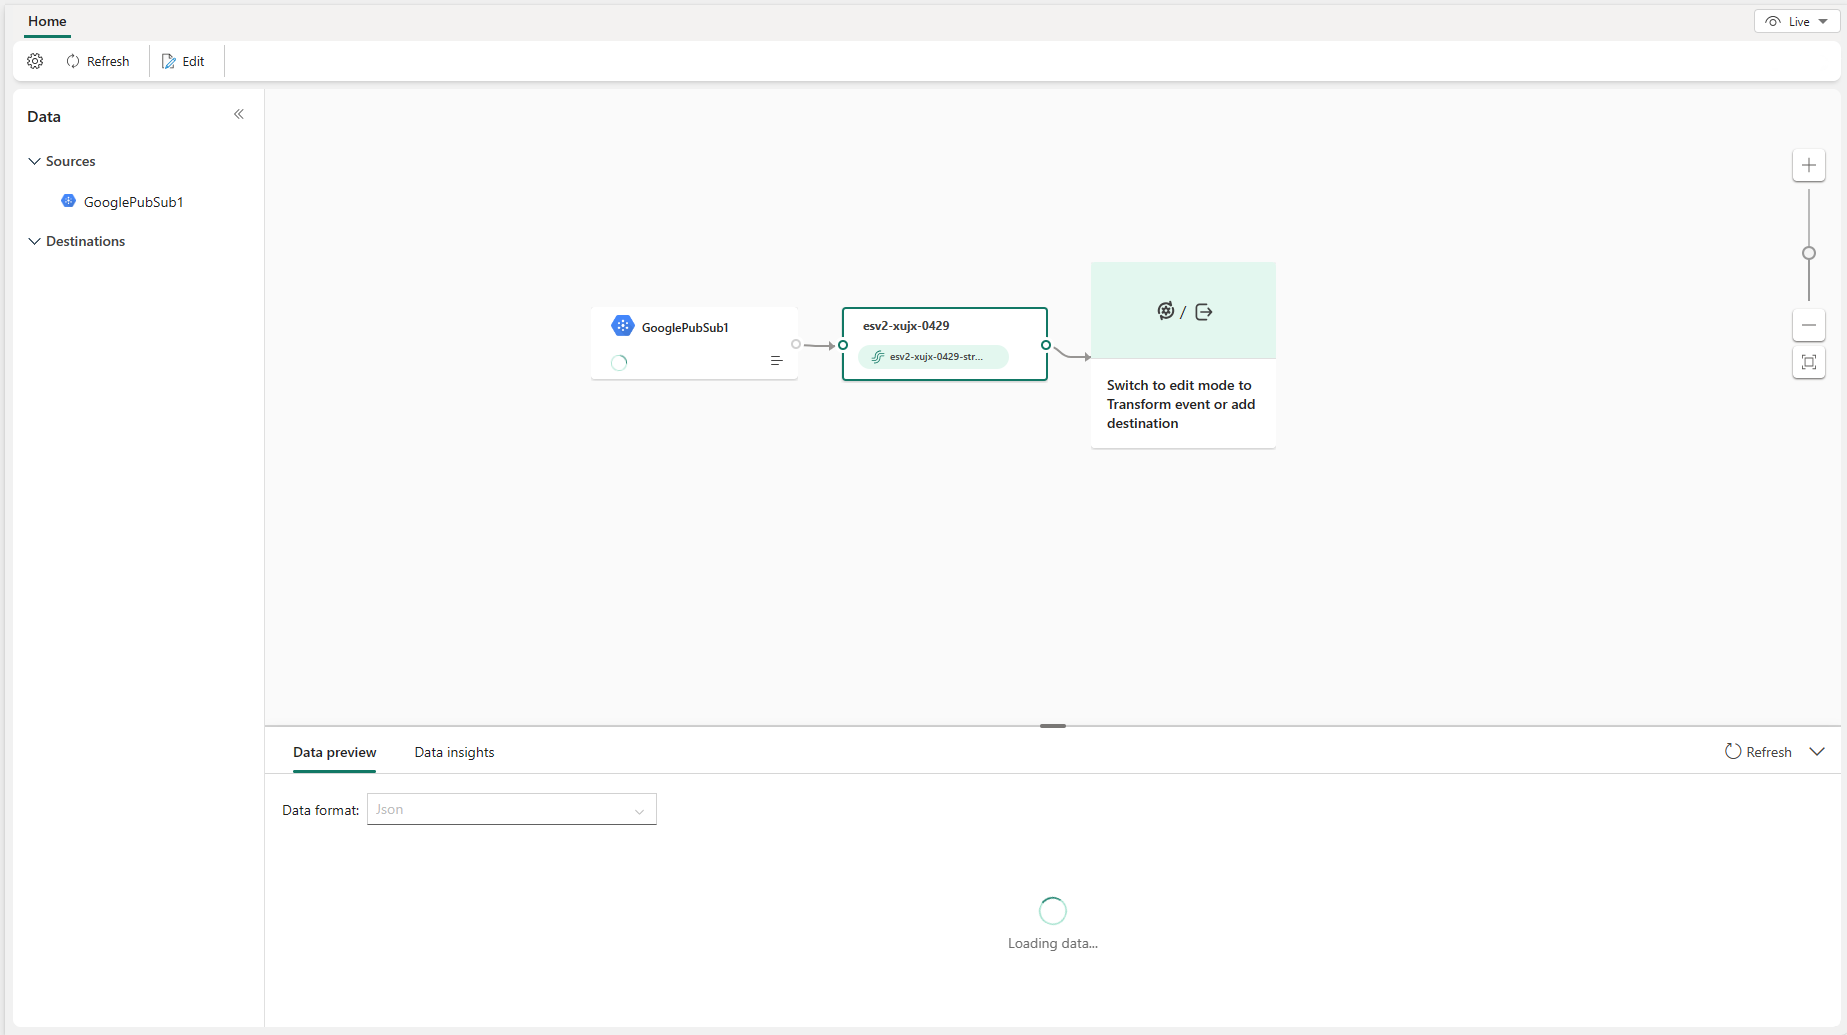 Home
Live
Refresh
Edit
Data
Sources
GooglePubSub1
Destinations
GooglePubSub1
esv2-xujx-0429
esv2-xujx-0429-str...
/
Switch to edit mode to
Transform event or add
destination
Data preview
Data insights
Refresh
Data format:
Json
Loading data...